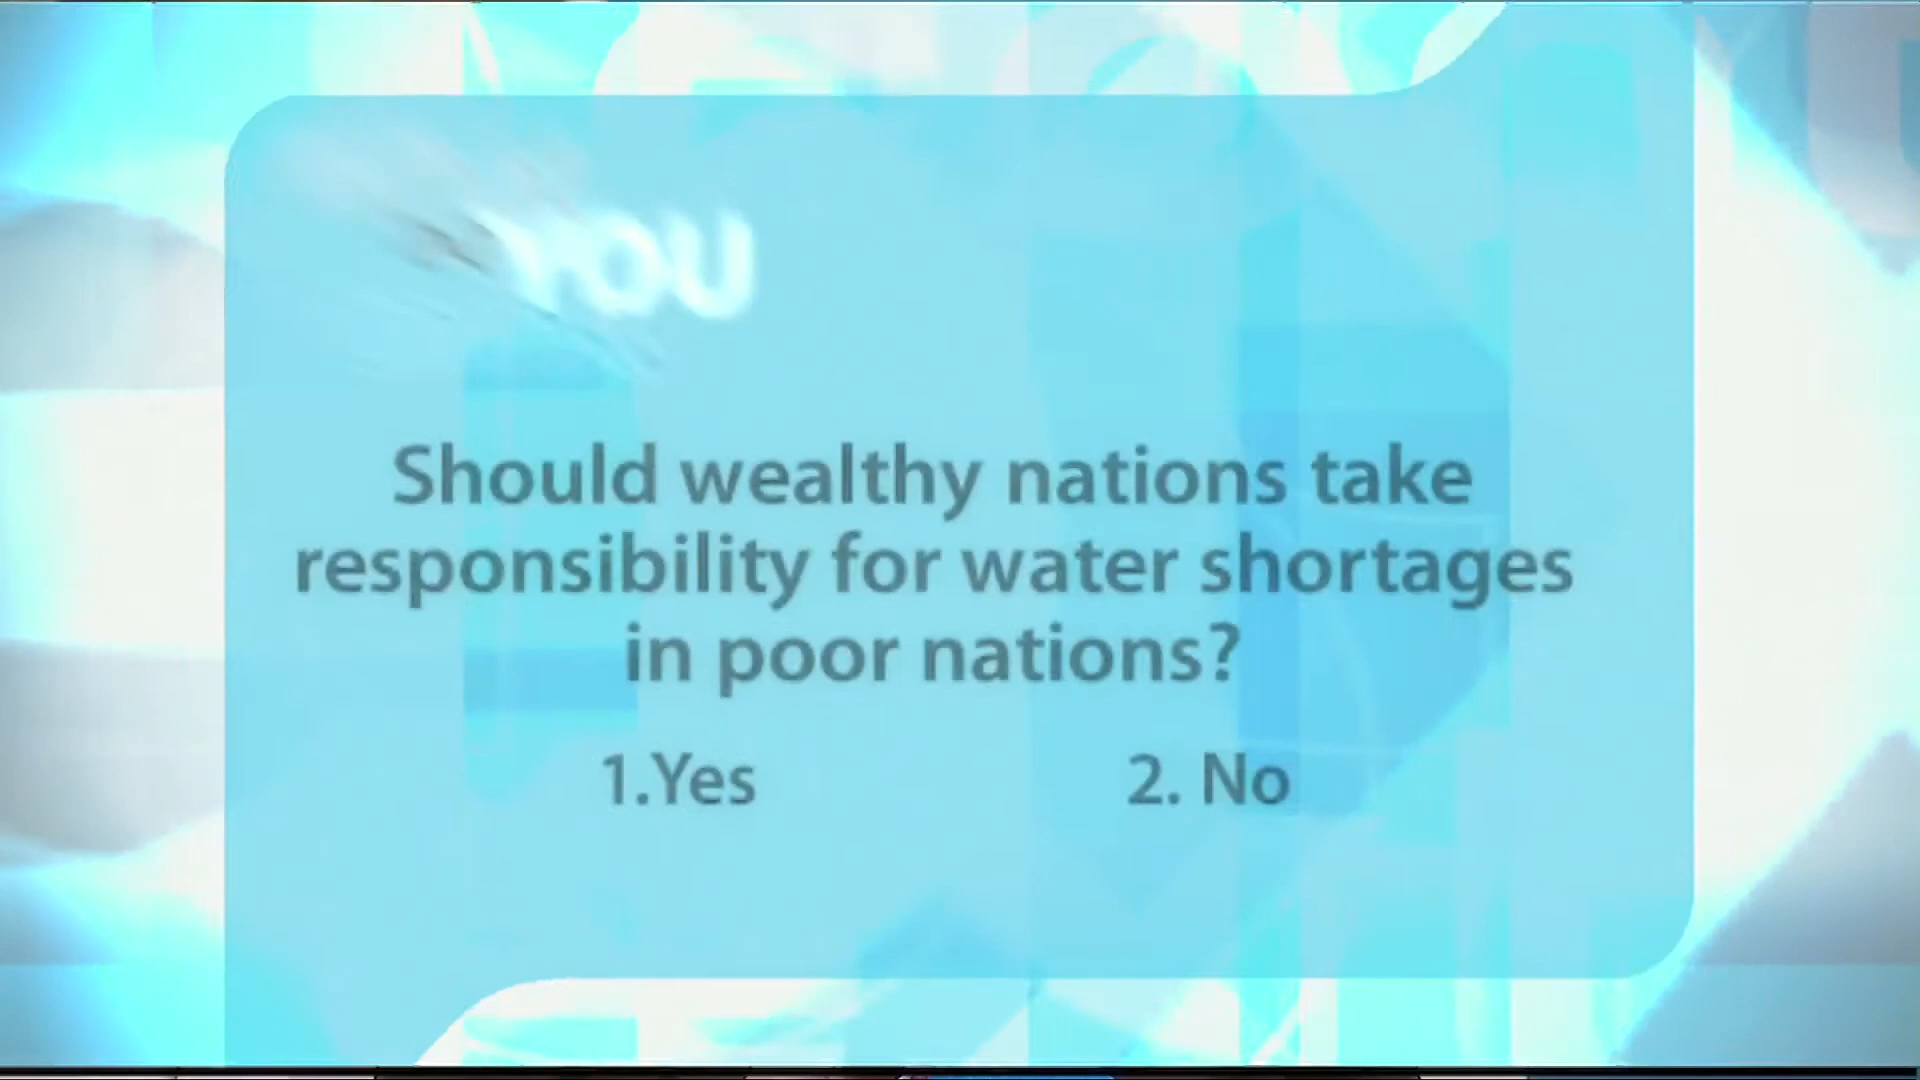 YOU
Should wealthy nations take
responsibility for water shortages
in poor nations?
1.Yes 2. No